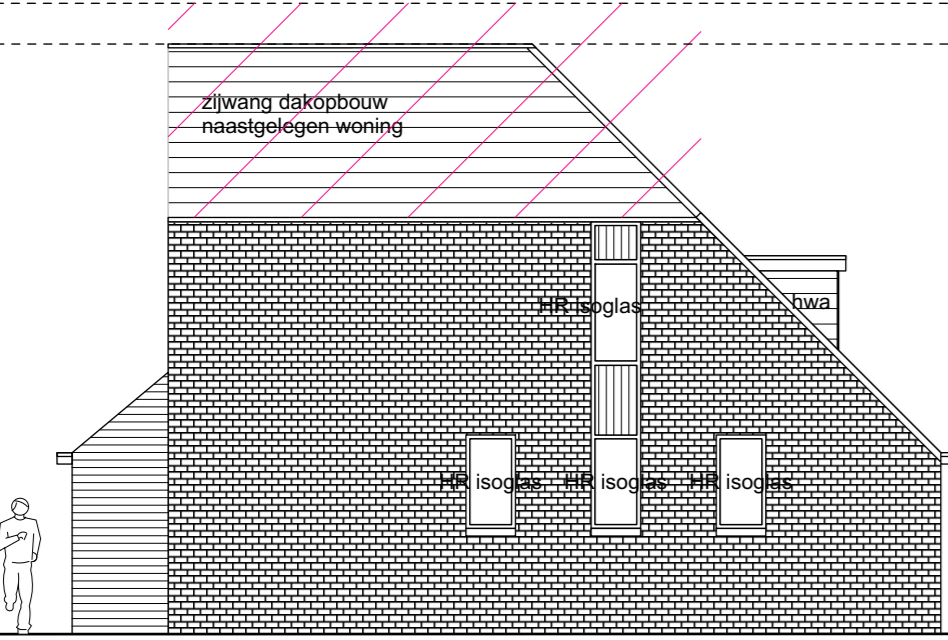 zijwang dakopbouw
naastgelegen woning
HR isoglas
hwa
HR isoglas
HR isoglas
HR isoglas